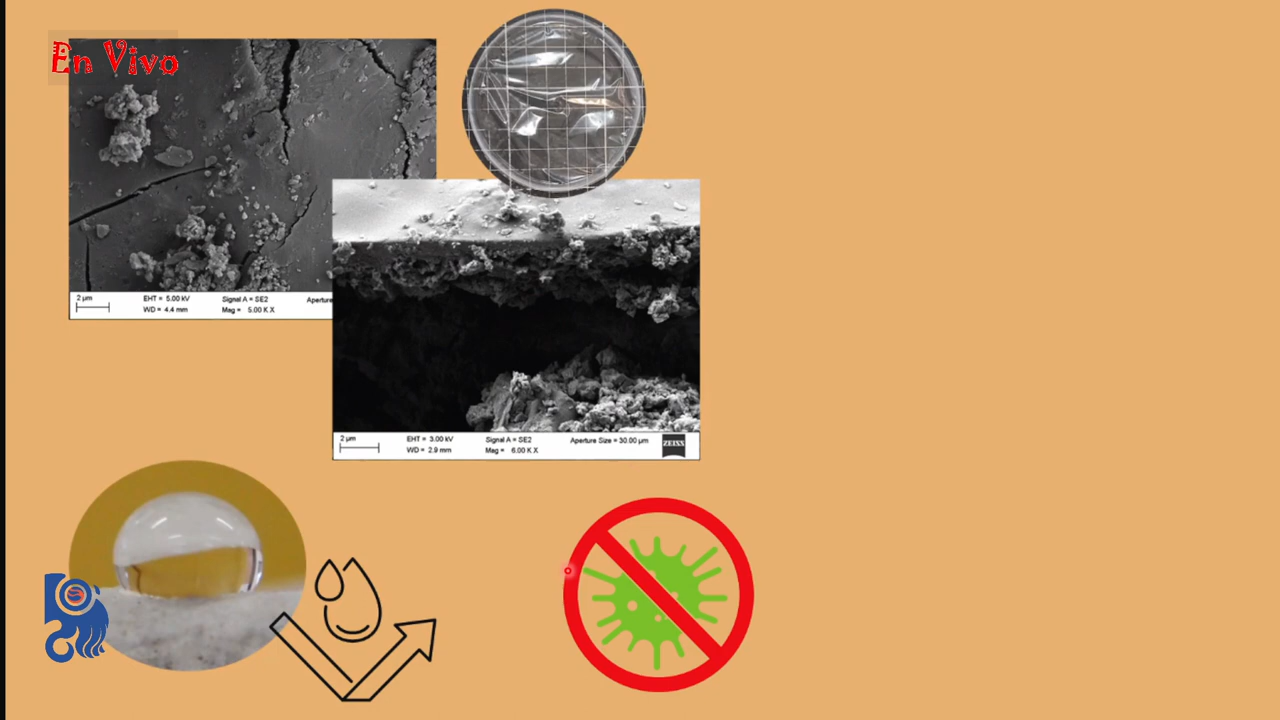 En Vivo
2 µm
EHT = 5.00 kV
Signal A = SE2
Aperture
WD = 4.4 mm
Mag = 5.00 K X
2 µm
EHT = 3.00 kV
Signal A = SE2
Aperture Size = 30.00 µm
ZEISS
WD = 2.9 mm
Mag = 6.00 K X